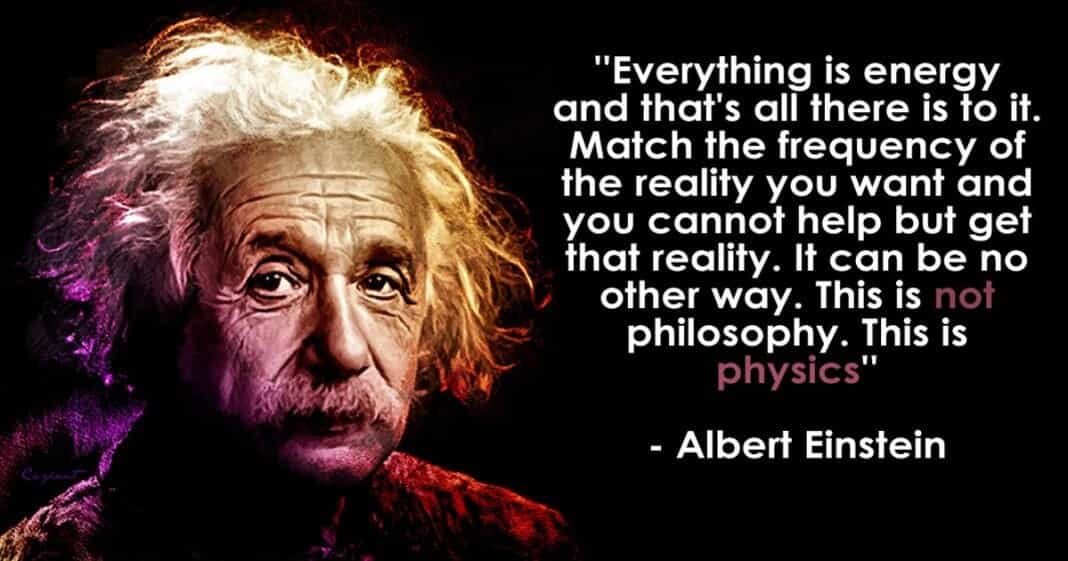 "Everything is energy
and that's all there is to it.
Match the frequency of
the reality you want and
you cannot help but get
that reality. It can be no
other way. This is not
philosophy. This is
physics"
- Albert Einstein